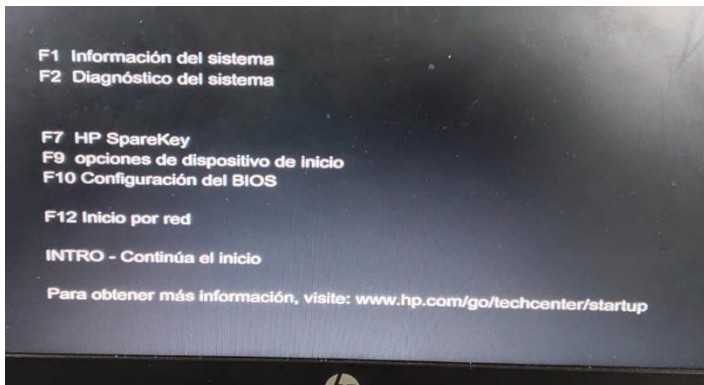 F1 Información del sistema
F2 Diagnóstico del sistema
F7 HP SpareKey
F9 opciones de dispositivo de inicio
F10 Configuración del BIOS
F12 Inicio por red
INTRO - Continúa el inicio
Para obtener más información, visite: www.hp.com/go/techcenter/startup
hp